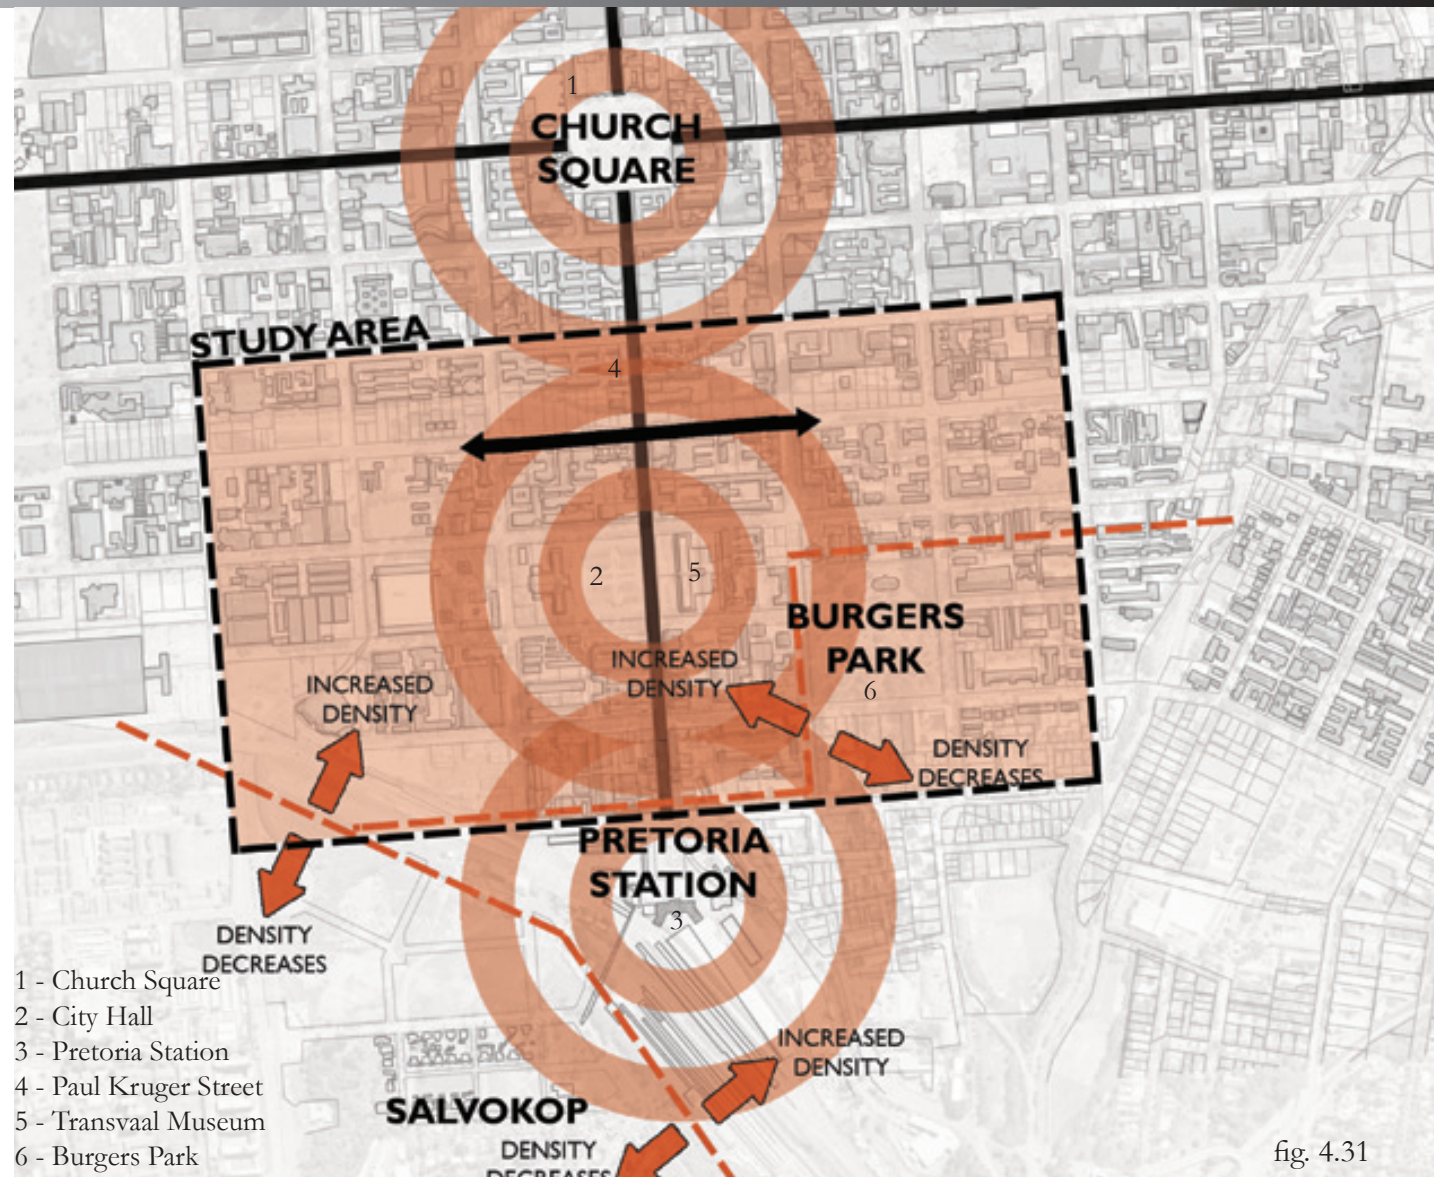 1
CHURCH
SQUARE
STUDY AREA
4
2
5
BURGERS
PARK
6
INCREASED
DENSITY
INCREASED
DENSITY
DENSITY
DECREASES
PRETORIA
STATION
3
DENSITY
DECREASES
1 - Church Square
2 - City Hall
3 - Pretoria Station
4 - Paul Kruger Street
5 - Transvaal Museum
6 - Burgers Park
INCREASED
DENSITY
SALVOKOP
DENSITY
DECREASES
fig. 4.31